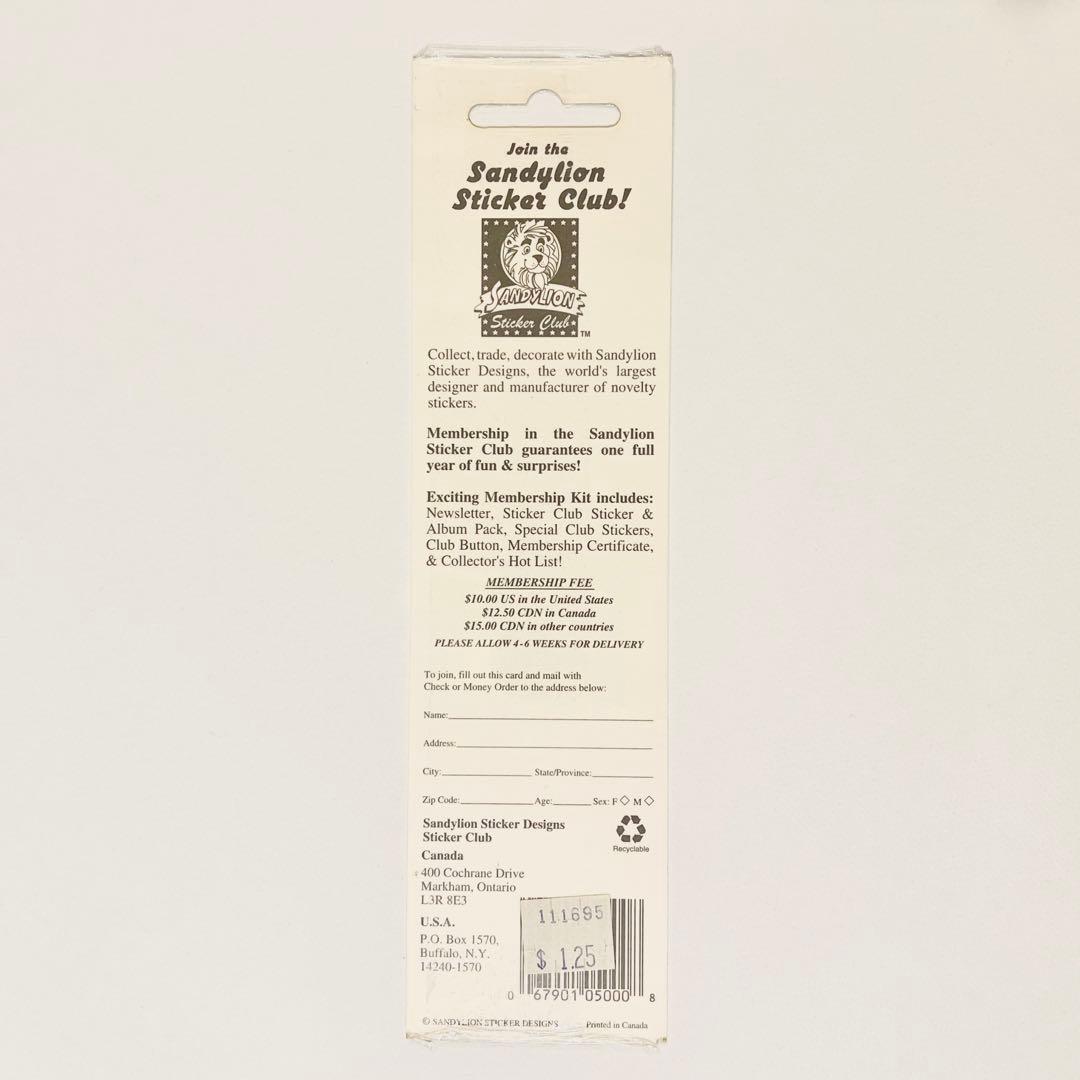 Join the
Sandylion
Sticker Club!
SANDYLION
Sticker Club
TM
Collect, trade, decorate with Sandylion
Sticker Designs, the world's largest
designer and manufacturer of novelty
stickers.
Membership in the Sandylion
Sticker Club guarantees one full
year of fun & surprises!
Exciting Membership Kit includes:
Newsletter, Sticker Club Sticker &
Album Pack, Special Club Stickers,
Club Button, Membership Certificate,
& Collector's Hot List!
MEMBERSHIP FEE
$10.00 US in the United States
$12.50 CDN in Canada
$15.00 CDN in other countries
PLEASE ALLOW 4-6 WEEKS FOR DELIVERY
To join, fill out this card and mail with
Check or Money Order to the address below:
Name:
Address:
City: State/Province:
Zip Code: Age: Sex: F M
Sandylion Sticker Designs
Sticker Club
Recyclable
Canada
400 Cochrane Drive
Markham, Ontario
L3R 8E3
U.S.A.
P.O. Box 1570,
Buffalo, N.Y.
14240-1570
111695
$ 1.25
0 67901 05000 8
© SANDYLION STICKER DESIGNS Printed in Canada